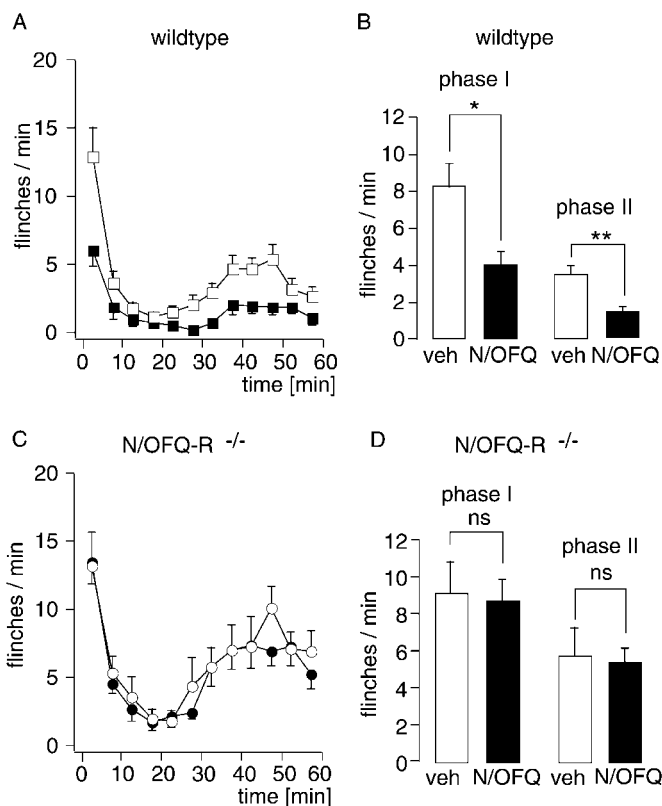 A
wildtype
flinches / min
20
15
10
5
0
0 10 20 30 40 50 60
time [min]
B
wildtype
phase I
*
phase II
**
flinches / min
12
10
8
6
4
2
0
veh N/OFQ veh N/OFQ
C
N/OFQ-R -/-
flinches / min
20
15
10
5
0
0 10 20 30 40 50 60
time [min]
D
N/OFQ-R -/-
phase I
ns
phase II
ns
flinches / min
12
10
8
6
4
2
0
veh N/OFQ veh N/OFQ